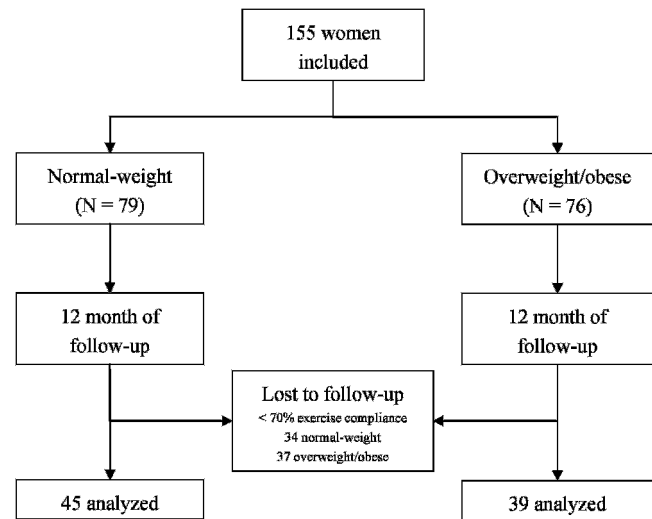 155 women
included
Normal-weight
(N = 79)
Overweight/obese
(N = 76)
12 month of
follow-up
12 month of
follow-up
Lost to follow-up
< 70% exercise compliance
34 normal-weight
37 overweight/obese
45 analyzed
39 analyzed